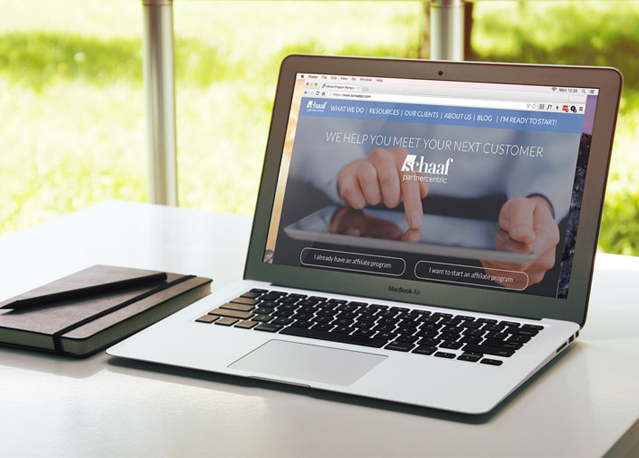 WHAT WE DO | RESOURCES | OUR CLIENTS | ABOUT US | BLOG | I'M READY TO START!
WE HELP YOU MEET YOUR NEXT CUSTOMER
schaaf
partnercentric
I already have an affiliate program
I want to start an affiliate program
MacBook Air